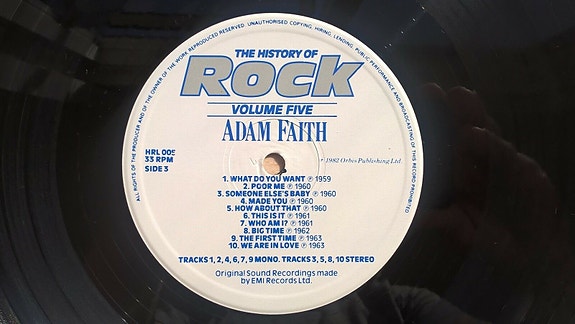 ALL RIGHTS OF THE PRODUCER AND OF THE OWNER OF THE WORK REPRODUCED RESERVED. UNAUTHORISED COPYING, HIRING, LENDING, PUBLIC PERFORMANCE AND BROADCASTING OF THIS RECORD PROHIBITED
THE HISTORY OF
Rock
VOLUME FIVE
ADAM FAITH
HRL 005
33 RPM
SIDE 3
1982 Orbis Publishing Ltd.
1. WHAT DO YOU WANT ℗ 1959
2. POOR ME ℗ 1960
3. SOMEONE ELSE'S BABY ℗ 1960
4. MADE YOU ℗ 1960
5. HOW ABOUT THAT ℗ 1960
6. THIS IS IT ℗ 1961
7. WHO AM I? ℗ 1961
8. BIG TIME ℗ 1962
9. THE FIRST TIME ℗ 1963
10. WE ARE IN LOVE ℗ 1963
TRACKS 1, 2, 4, 6, 7, 9 MONO. TRACKS 3, 5, 8, 10 STEREO
Original Sound Recordings made
by EMI Records Ltd.